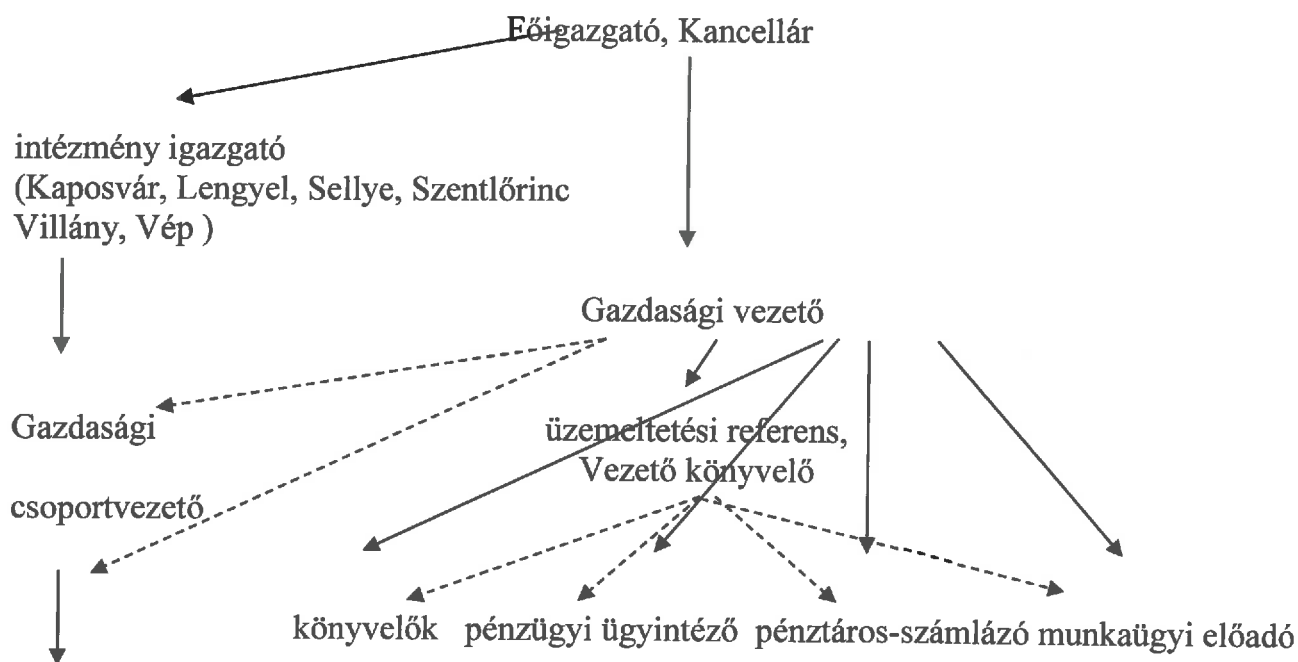 Főigazgató, Kancellár
intézmény igazgató
(Kaposvár, Lengyel, Sellye, Szentlőrinc
Villány, Vép )
Gazdasági vezető
Gazdasági
csoportvezető
üzemeltetési referens,
Vezető könyvelő
könyvelők pénzügyi ügyintéző pénztáros-számlázó munkaügyi előadó